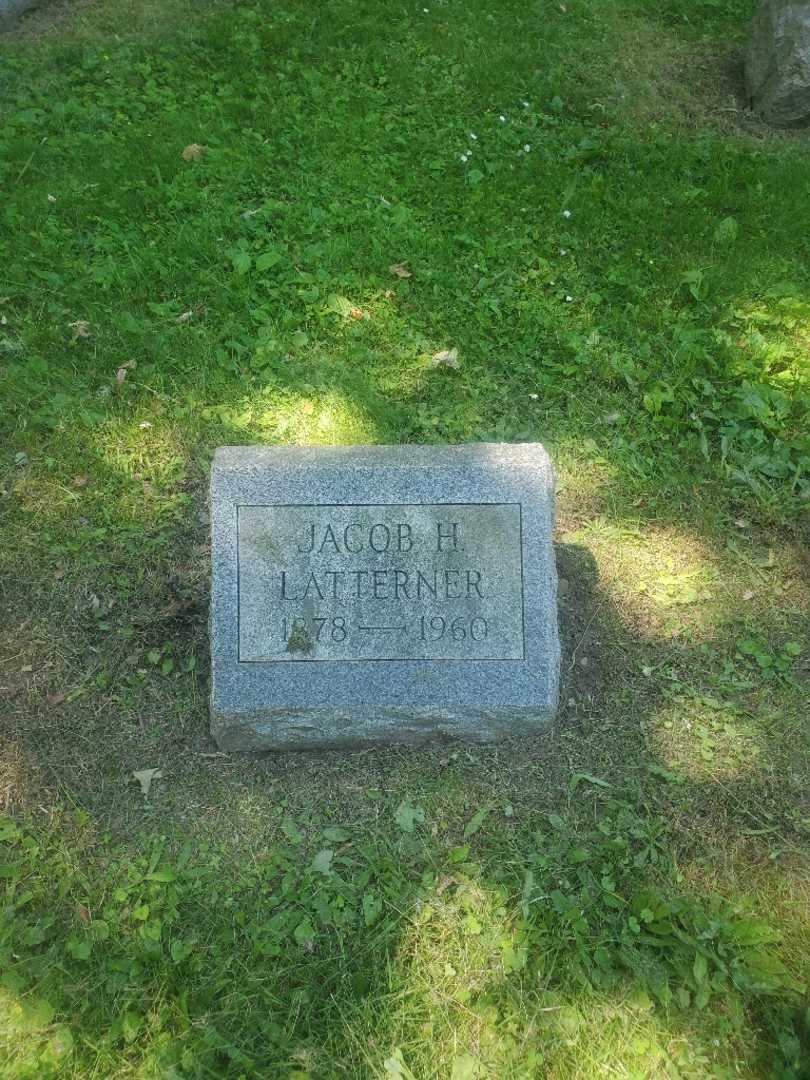 JACOB H.
LATTERNER
1878 — 1960